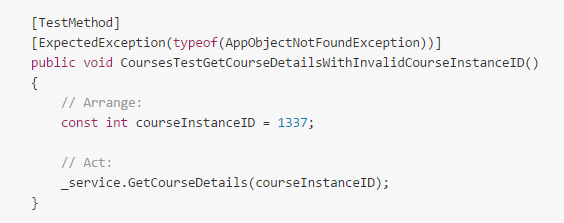 [TestMethod]
[ExpectedException(typeof(AppObjectNotFoundException))]
public void CoursesTestGetCourseDetailsWithInvalidCourseInstanceID()
{
    // Arrange:
    const int courseInstanceID = 1337;

    // Act:
    _service.GetCourseDetails(courseInstanceID);
}